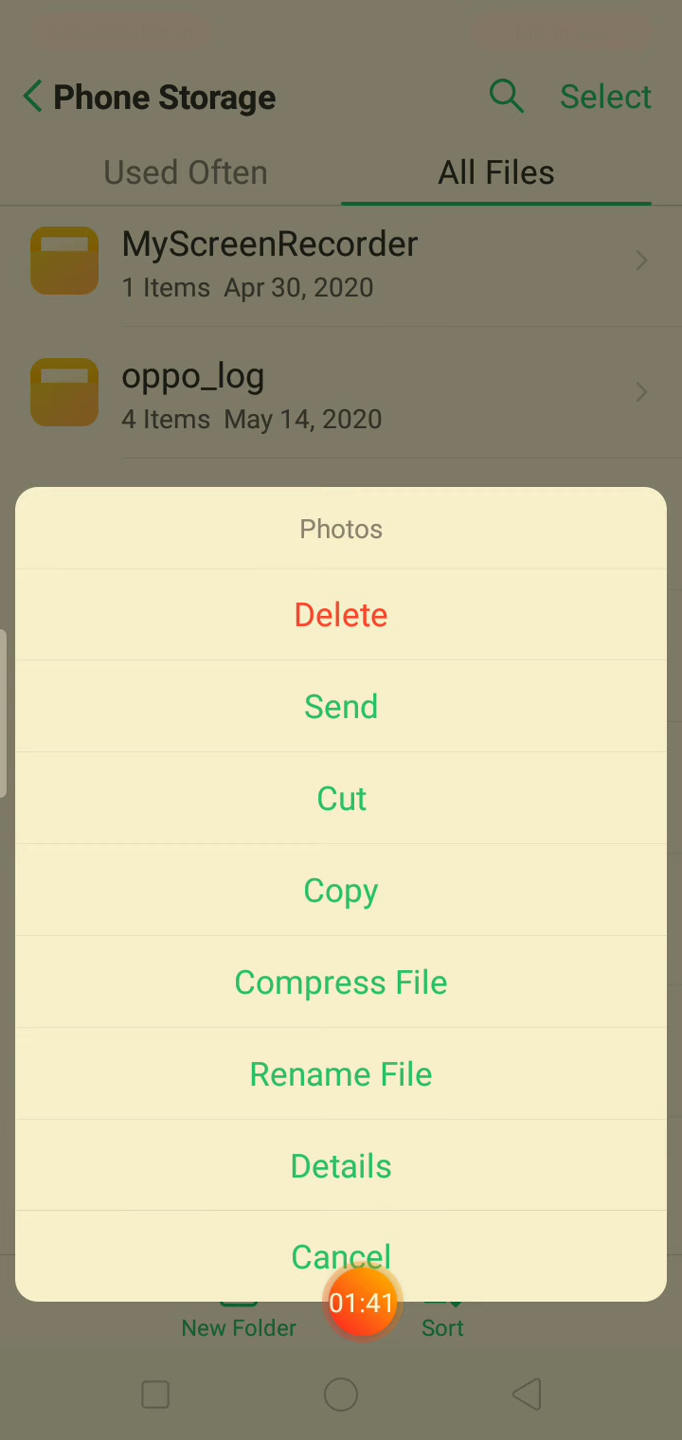 Phone Storage
Select
Used Often
All Files
MyScreenRecorder
1 Items Apr 30, 2020
oppo_log
4 Items May 14, 2020
Photos
Delete
Send
Cut
Copy
Compress File
Rename File
Details
Cancel
01:41
New Folder
Sort